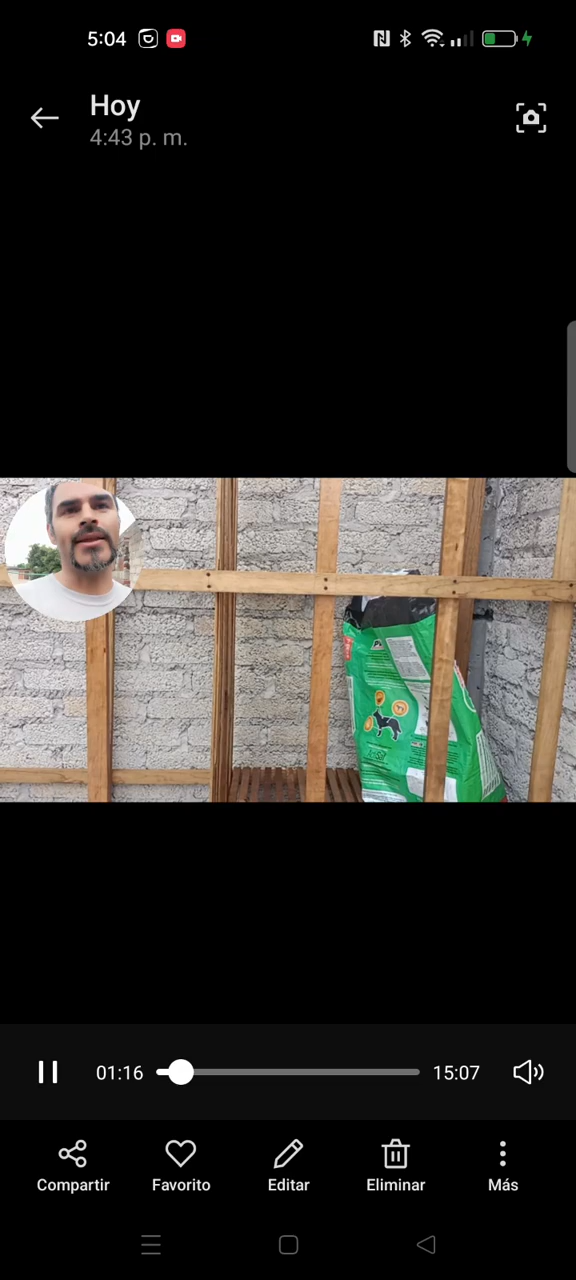 5:04
Hoy
4:43 p. m.
01:16
15:07
Compartir
Favorito
Editar
Eliminar
Más